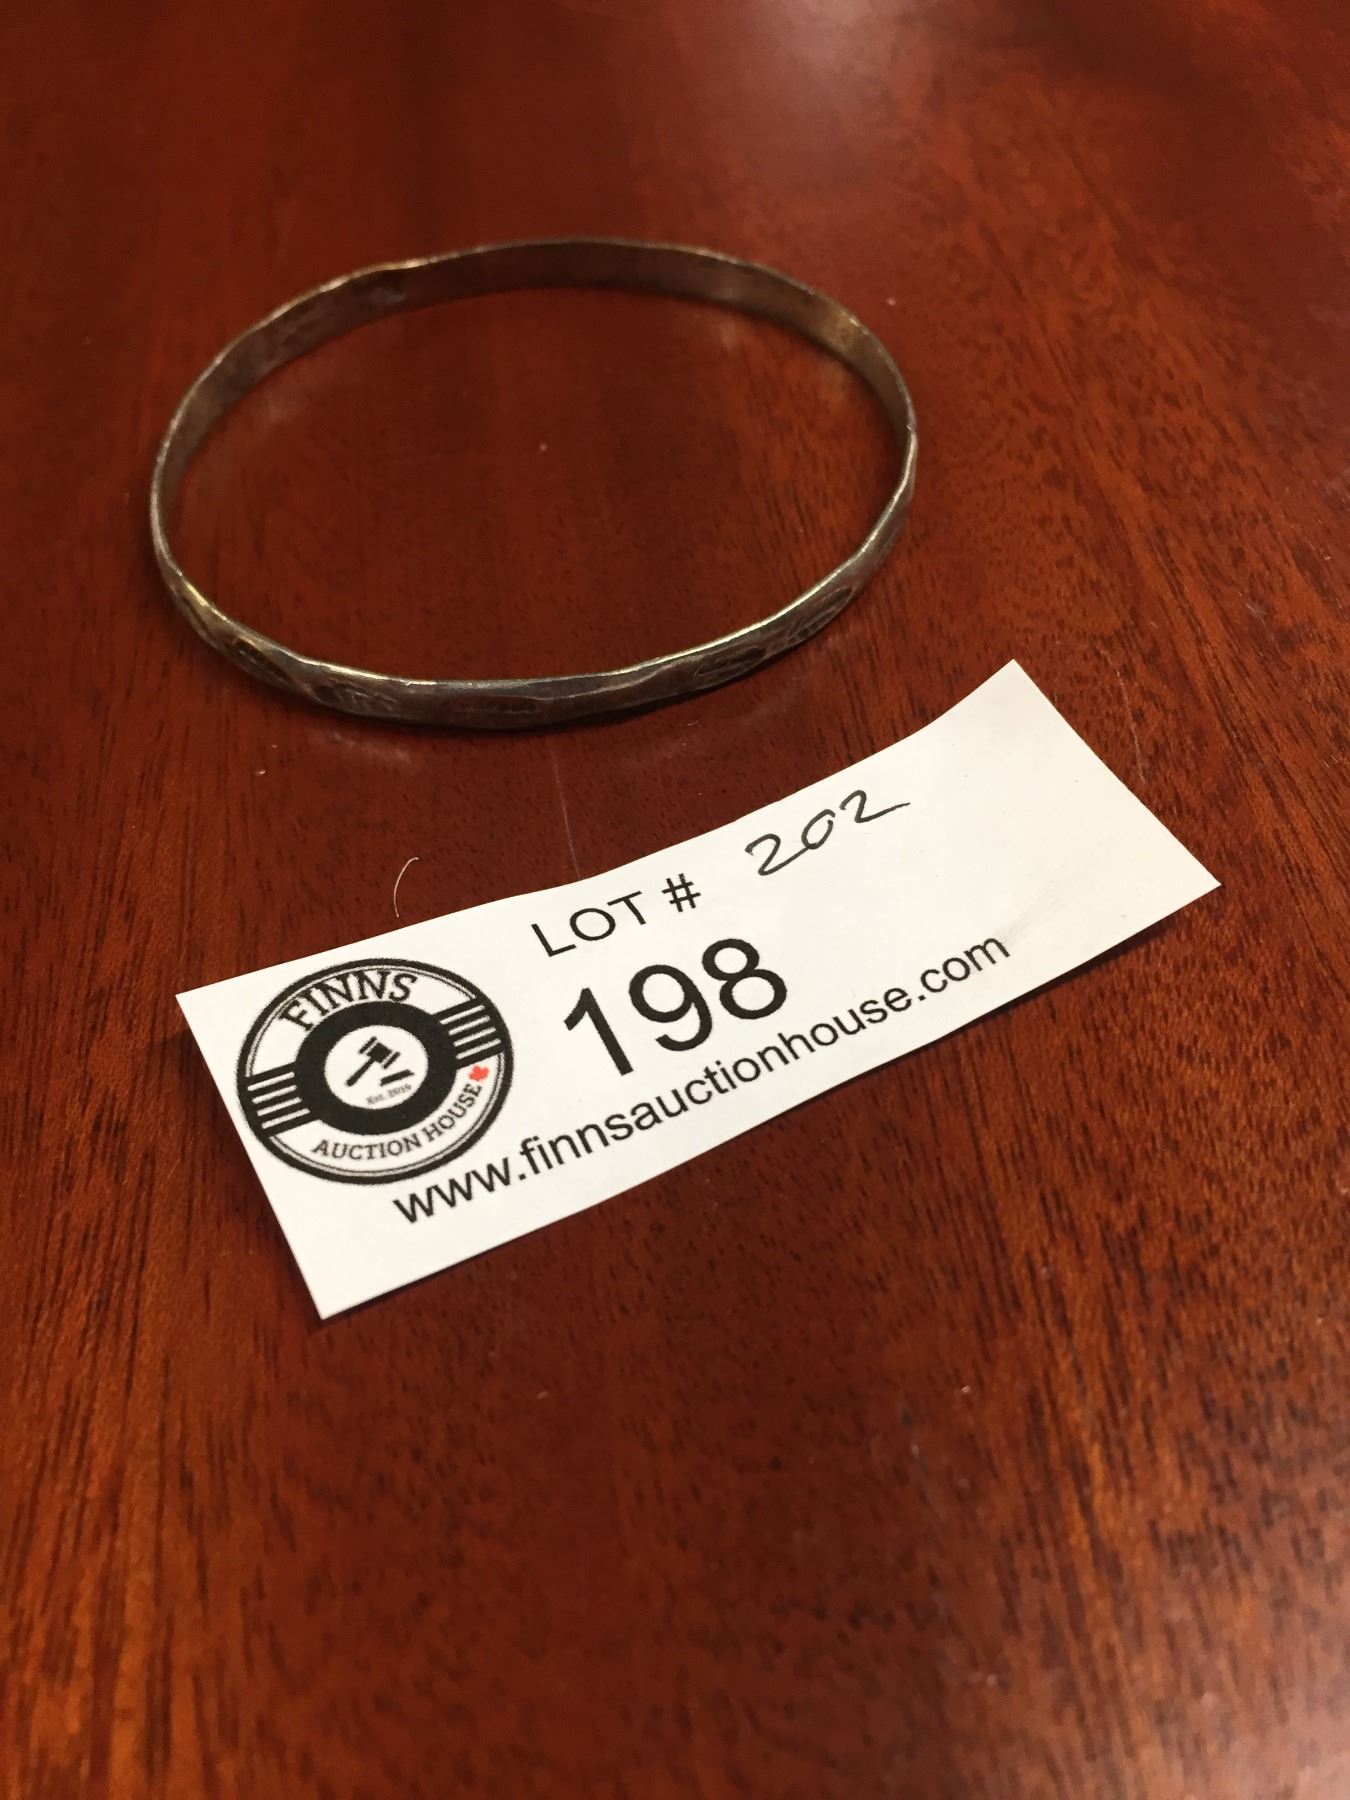 LOT # 202
198
www.finnsauctionhouse.com
FINNS
Est. 2019
AUCTION HOUSE